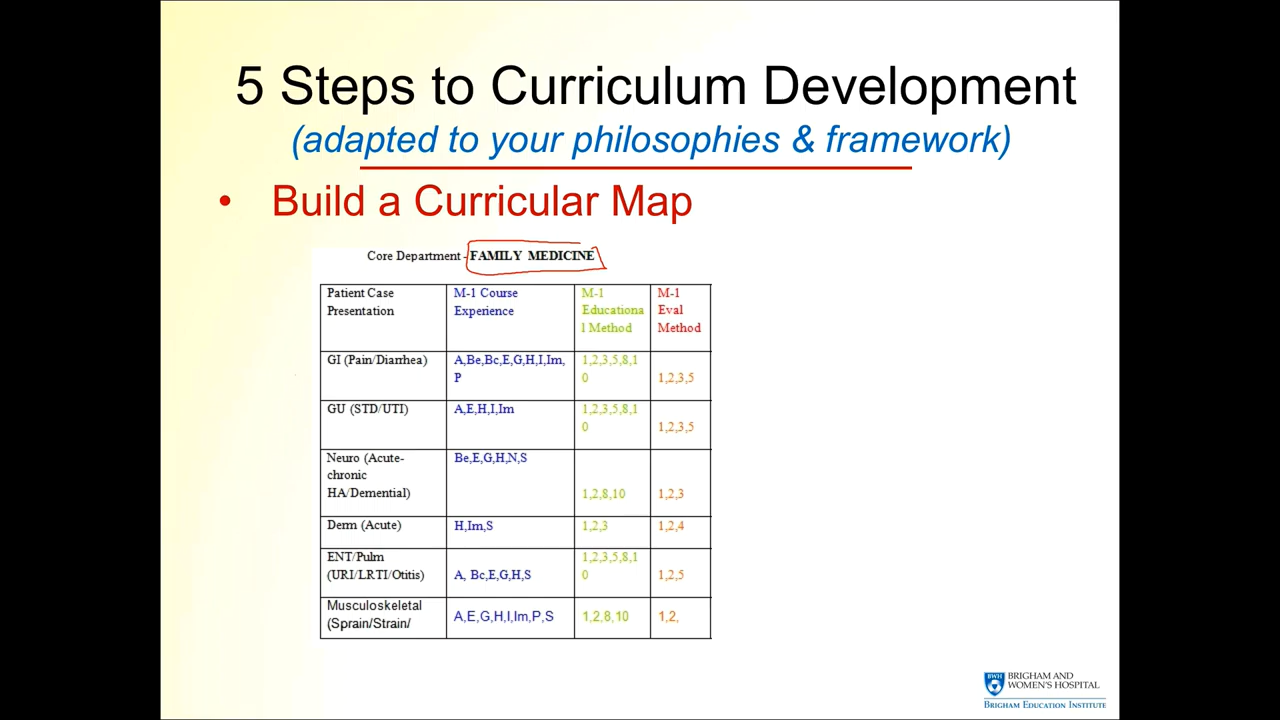 5 Steps to Curriculum Development
(adapted to your philosophies & framework)
• Build a Curricular Map
Core Department - FAMILY MEDICINE
Patient Case
Presentation
M-1 Course
Experience
M-1
Educationa
l Method
M-1
Eval
Method
GI (Pain/Diarrhea)
A,Be,Bc,E,G,H,I,Im,
P
1,2,3,5,8,1
0
1,2,3,5
GU (STD/UTI)
A,E,H,I,Im
1,2,3,5,8,1
0
1,2,3,5
Neuro (Acute-
chronic
HA/Demential)
Be,E,G,H,N,S
1,2,8,10
1,2,3
Derm (Acute)
H,Im,S
1,2,3
1,2,4
ENT/Pulm
(URI/LRTI/Otitis)
A, Bc,E,G,H,S
1,2,3,5,8,1
0
1,2,5
Musculoskeletal
(Sprain/Strain/
A,E,G,H,I,Im,P,S
1,2,8,10
1,2,
BWH
BRIGHAM AND
WOMEN'S HOSPITAL
BRIGHAM EDUCATION INSTITUTE